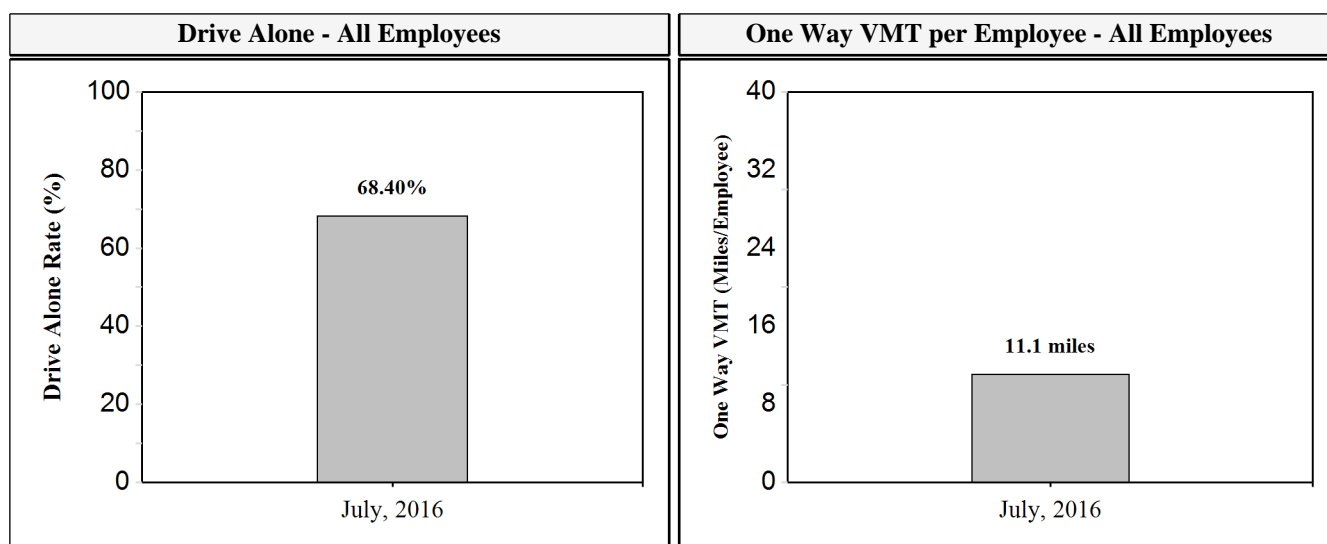 Drive Alone - All Employees
Drive Alone Rate (%)
100
80
60
40
20
0
68.40%
July, 2016
One Way VMT per Employee - All Employees
One Way VMT (Miles/Employee)
40
32
24
16
8
0
11.1 miles
July, 2016